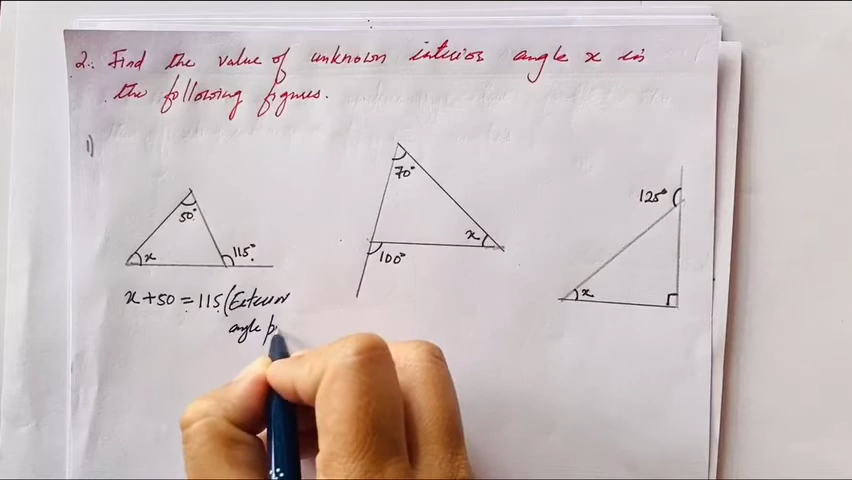 2. Find the value of unknown interior angle x in
the following figures.
1)
50°
x
115°
70°
x
100°
125°
x
x + 50 = 115 (Exterior
angle p